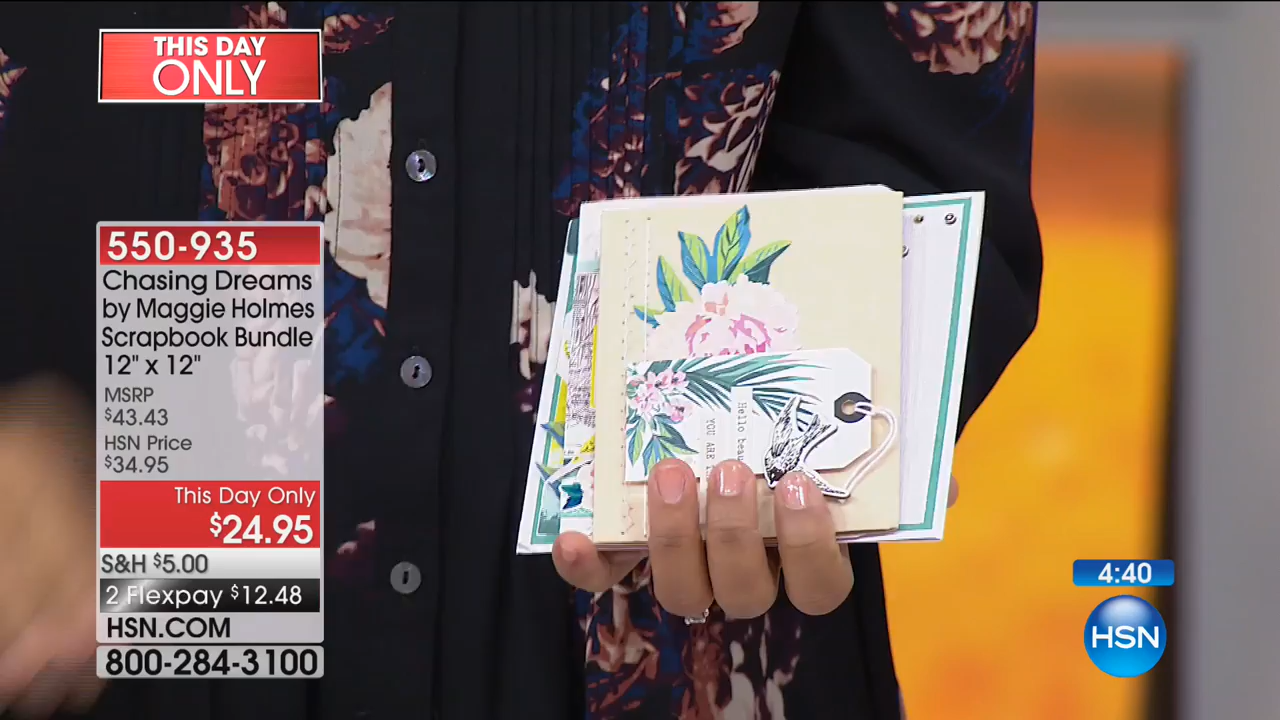 THIS DAY
ONLY
550-935
Chasing Dreams
by Maggie Holmes
Scrapbook Bundle
12" x 12"
MSRP
$43.43
HSN Price
$34.95
This Day Only
$24.95
S&H $5.00
2 Flexpay $12.48
HSN.COM
800-284-3100
Hello
YOU ARE
4:40
HSN